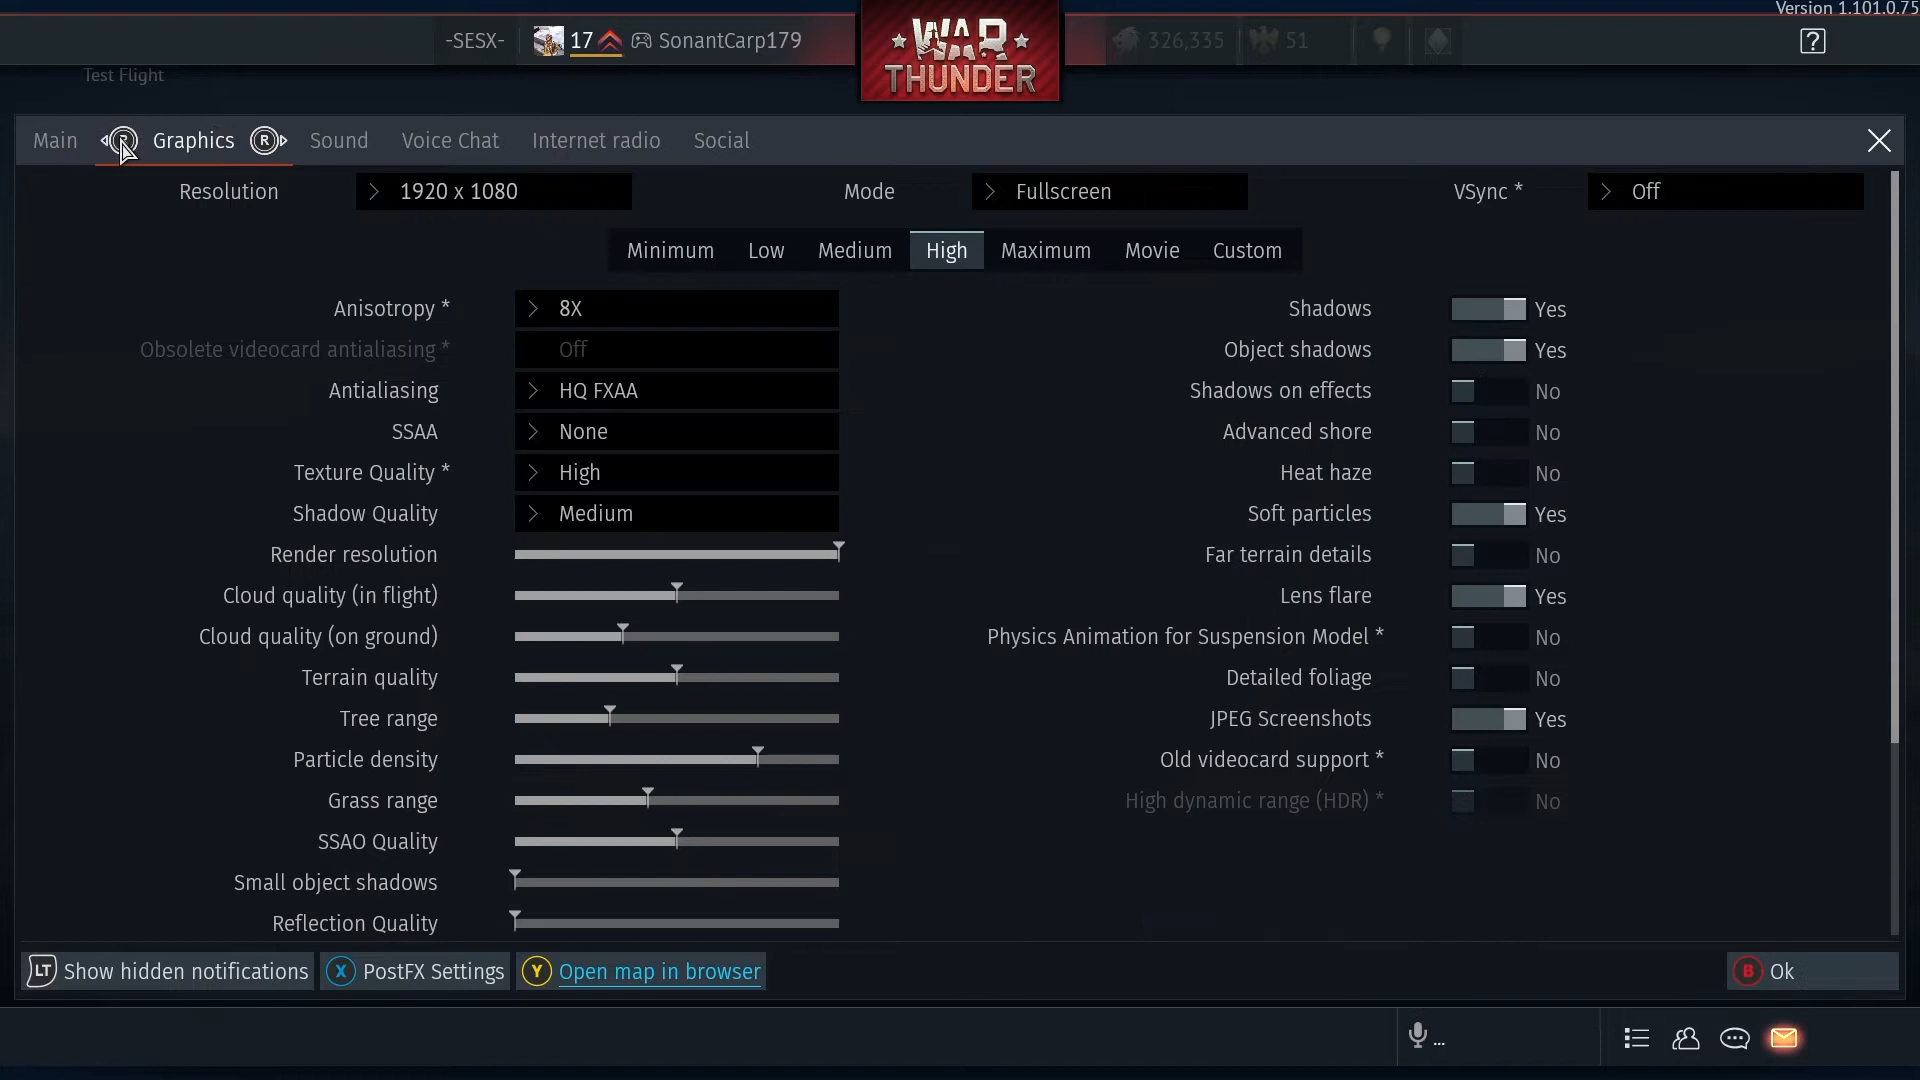 Version 1.101.0.75
-SESX- 17 SonantCarp179
WAR THUNDER
326,335 51
?
Test Flight
Main Graphics R Sound Voice Chat Internet radio Social
Resolution 1920 x 1080 Mode Fullscreen VSync * Off
Minimum Low Medium High Maximum Movie Custom
Anisotropy * 8X Shadows Yes
Obsolete videocard antialiasing * Off Object shadows Yes
Antialiasing HQ FXAA Shadows on effects No
SSAA None Advanced shore No
Texture Quality * High Heat haze No
Shadow Quality Medium Soft particles Yes
Render resolution Far terrain details No
Cloud quality (in flight) Lens flare Yes
Cloud quality (on ground) Physics Animation for Suspension Model * No
Terrain quality Detailed foliage No
Tree range JPEG Screenshots Yes
Particle density Old videocard support * No
Grass range High dynamic range (HDR) * No
SSAO Quality
Small object shadows
Reflection Quality
LT Show hidden notifications X PostFX Settings Y Open map in browser B Ok
...